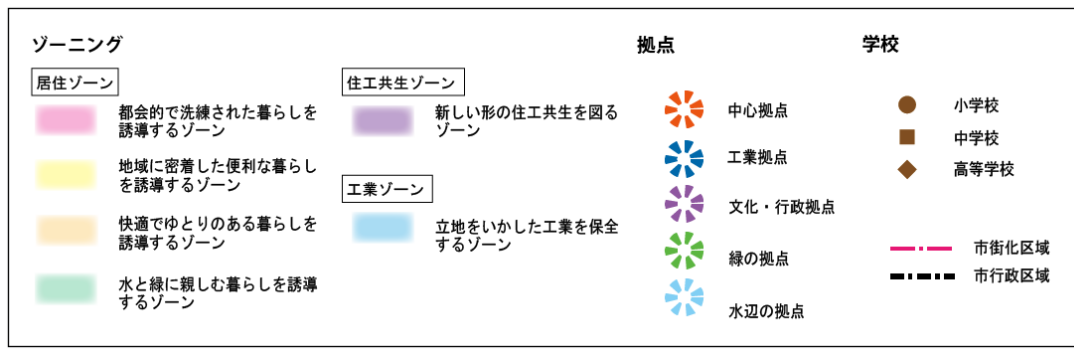 ゾーニング
居住ゾーン
都会的で洗練された暮らしを
誘導するゾーン
地域に密着した便利な暮らし
を誘導するゾーン
快適でゆとりのある暮らしを
誘導するゾーン
水と緑に親しむ暮らしを誘導
するゾーン
住工共生ゾーン
新しい形の住工共生を図る
ゾーン
工業ゾーン
立地をいかした工業を保全
するゾーン
拠点
中心拠点
工業拠点
文化・行政拠点
緑の拠点
水辺の拠点
学校
小学校
中学校
高等学校
市街化区域
市行政区域